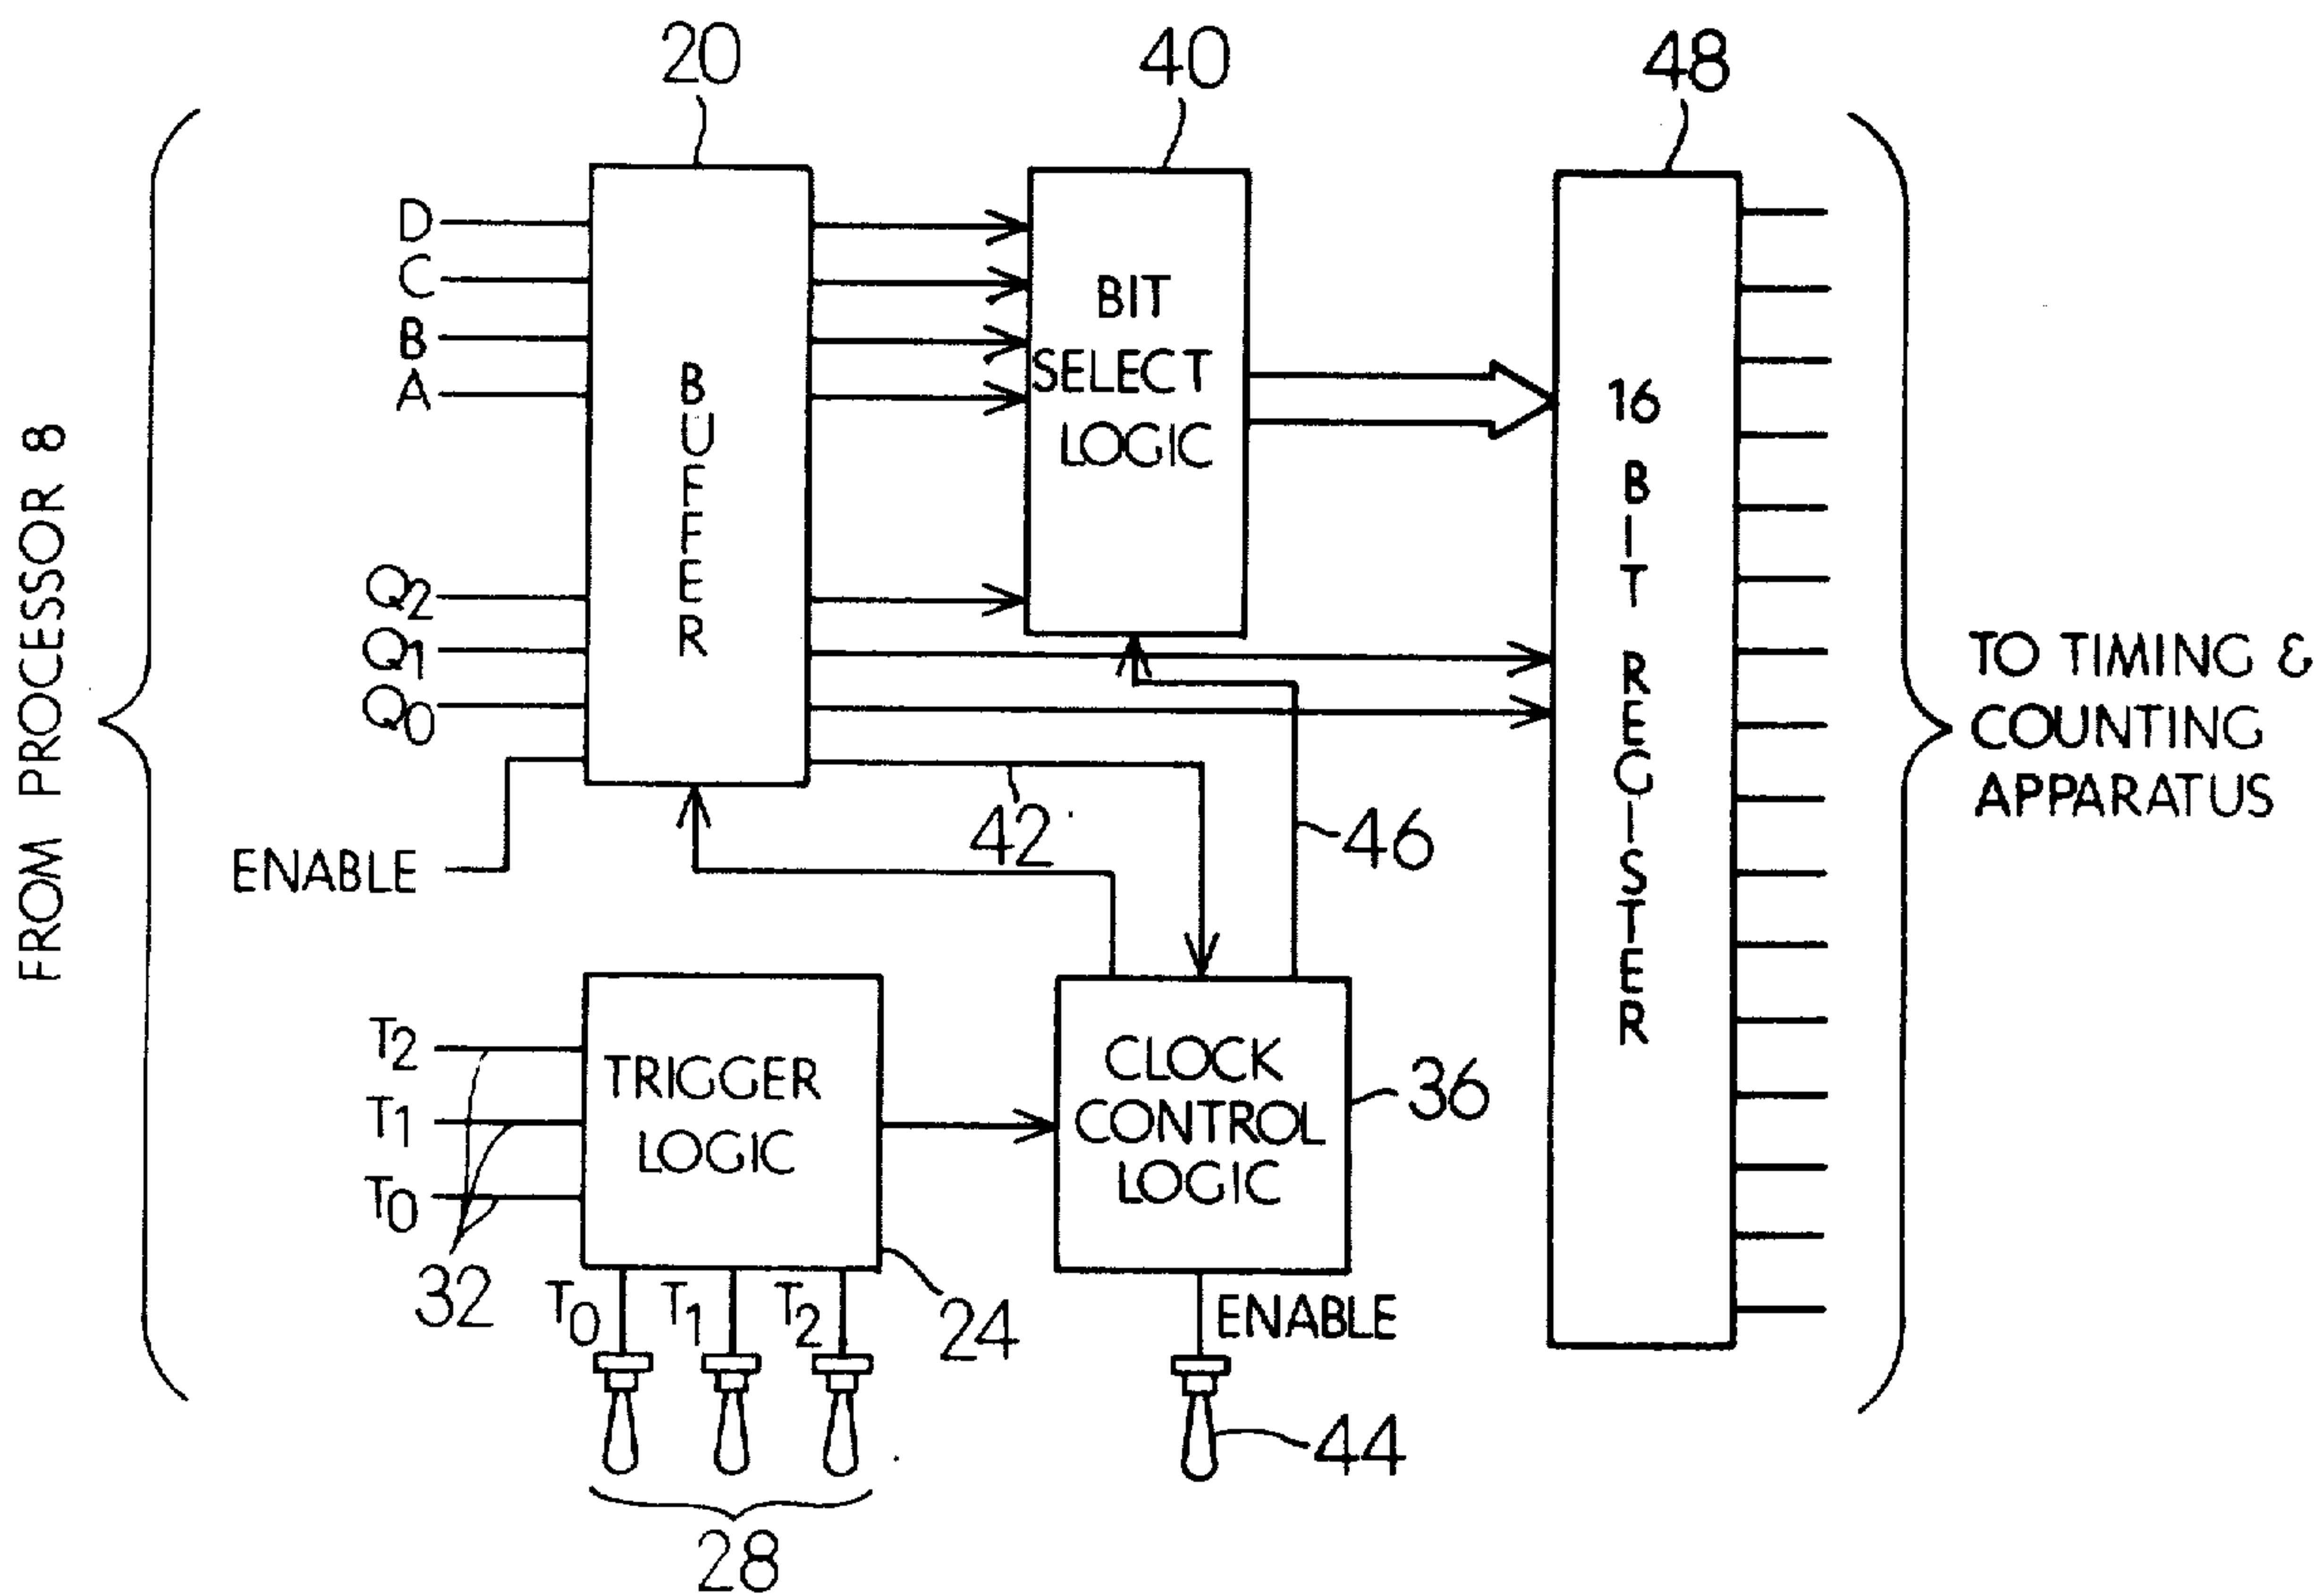 20
40
48
FROM PROCESSOR 8
D
C
B
A
Q2
Q1
Q0
ENABLE
BUFFER
BIT
SELECT
LOGIC
16
BIT
REGISTER
TO TIMING &
COUNTING
APPARATUS
42
46
T2
T1
T0
32
TRIGGER
LOGIC
CLOCK
CONTROL
LOGIC
36
T0
T1
T2
24
ENABLE
44
28